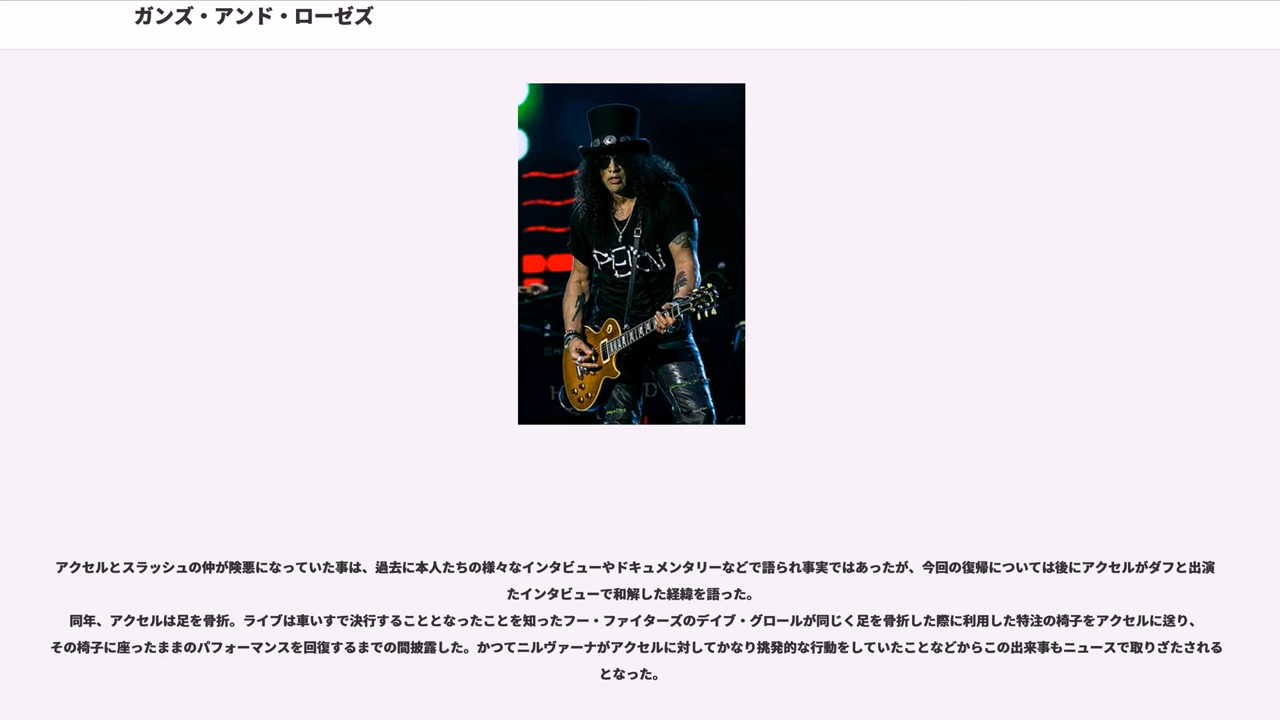 ガンズ・アンド・ローゼズ
アクセルとスラッシュの仲が険悪になっていた事は、過去に本人たちの様々なインタビューやドキュメンタリーなどで語られ事実ではあったが、今回の復帰については後にアクセルがダフと出演
たインタビューで和解した経緯を語った。
同年、アクセルは足を骨折。ライブは車いすで決行することとなったことを知ったフー・ファイターズのデイブ・グロールが同じく足を骨折した際に利用した特注の椅子をアクセルに送り、
その椅子に座ったままのパフォーマンスを回復するまでの間披露した。かつてニルヴァーナがアクセルに対してかなり挑発的な行動をしていたことなどからこの出来事もニュースで取りざたされる
となった。